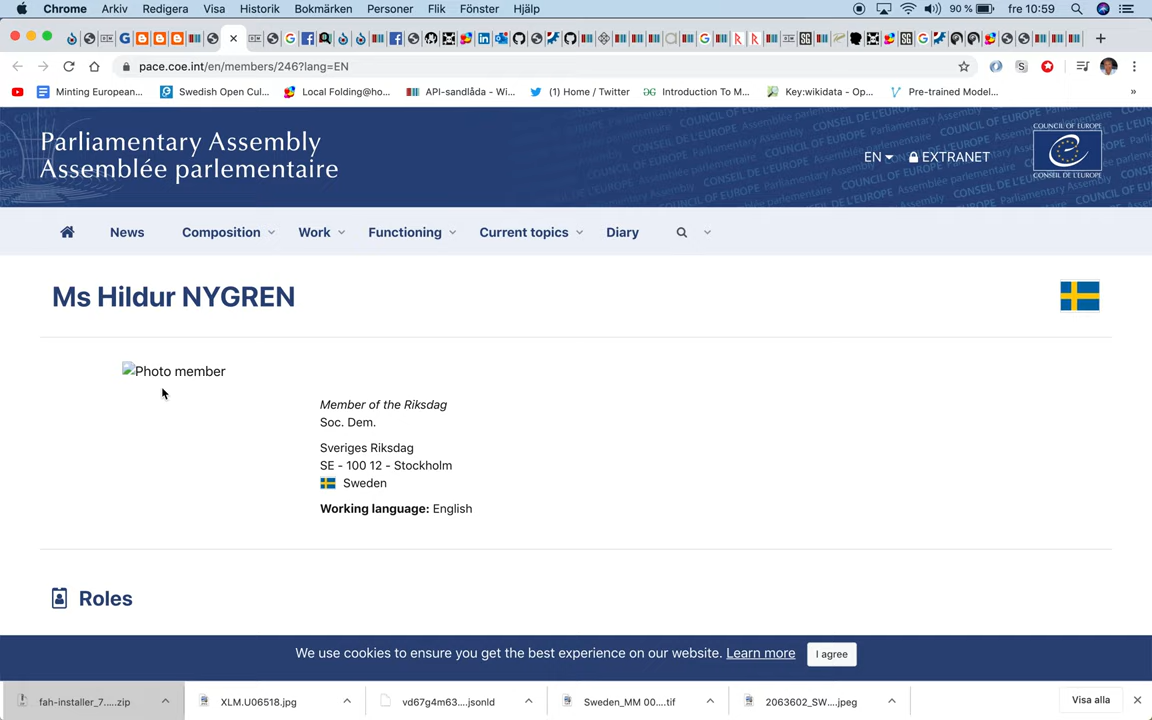 Chrome Arkiv Redigera Visa Historik Bokmärken Personer Flik Fönster Hjälp 90 % fre 10:59
pace.coe.int/en/members/246?lang=EN
Minting European... Swedish Open Cul... Local Folding@ho... API-sandlåda - Wi... (1) Home / Twitter Introduction To M... Key:wikidata - Op... Pre-trained Model... »
Parliamentary Assembly
Assemblée parlementaire
EN EXTRANET
COUNCIL OF EUROPE
CONSEIL DE L'EUROPE
News Composition Work Functioning Current topics Diary
Ms Hildur NYGREN
Photo member
Member of the Riksdag
Soc. Dem.
Sveriges Riksdag
SE - 100 12 - Stockholm
Sweden
Working language: English
Roles
We use cookies to ensure you get the best experience on our website. Learn more I agree
fah-installer_7.....zip XLM.U06518.jpg vd67g4m63....jsonld Sweden_MM 00....tif 2063602_SW....jpeg Visa alla